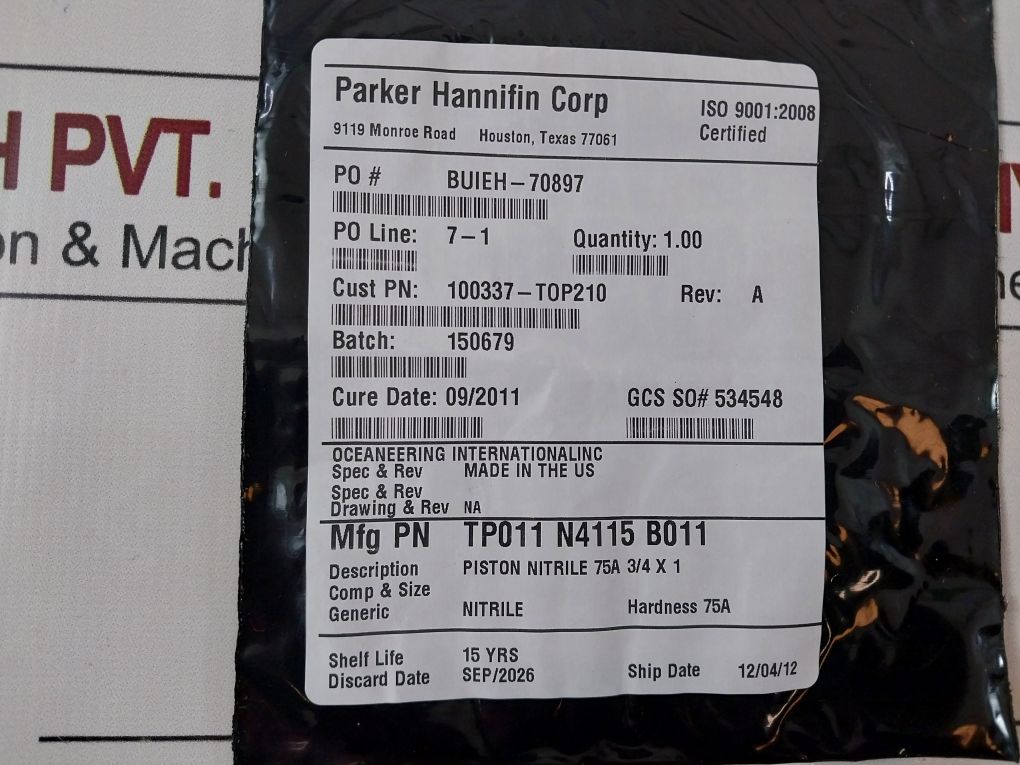 Parker Hannifin Corp
ISO 9001:2008
Certified
9119 Monroe Road Houston, Texas 77061
PO # BUIEH-70897
PO Line: 7-1 Quantity: 1.00
Cust PN: 100337-TOP210 Rev: A
Batch: 150679
Cure Date: 09/2011 GCS SO# 534548
OCEANEERING INTERNATIONALINC
Spec & Rev MADE IN THE US
Spec & Rev
Drawing & Rev NA
Mfg PN TP011 N4115 B011
Description PISTON NITRILE 75A 3/4 X 1
Comp & Size
Generic NITRILE Hardness 75A
Shelf Life 15 YRS
Discard Date SEP/2026 Ship Date 12/04/12
PVT.
& Mach